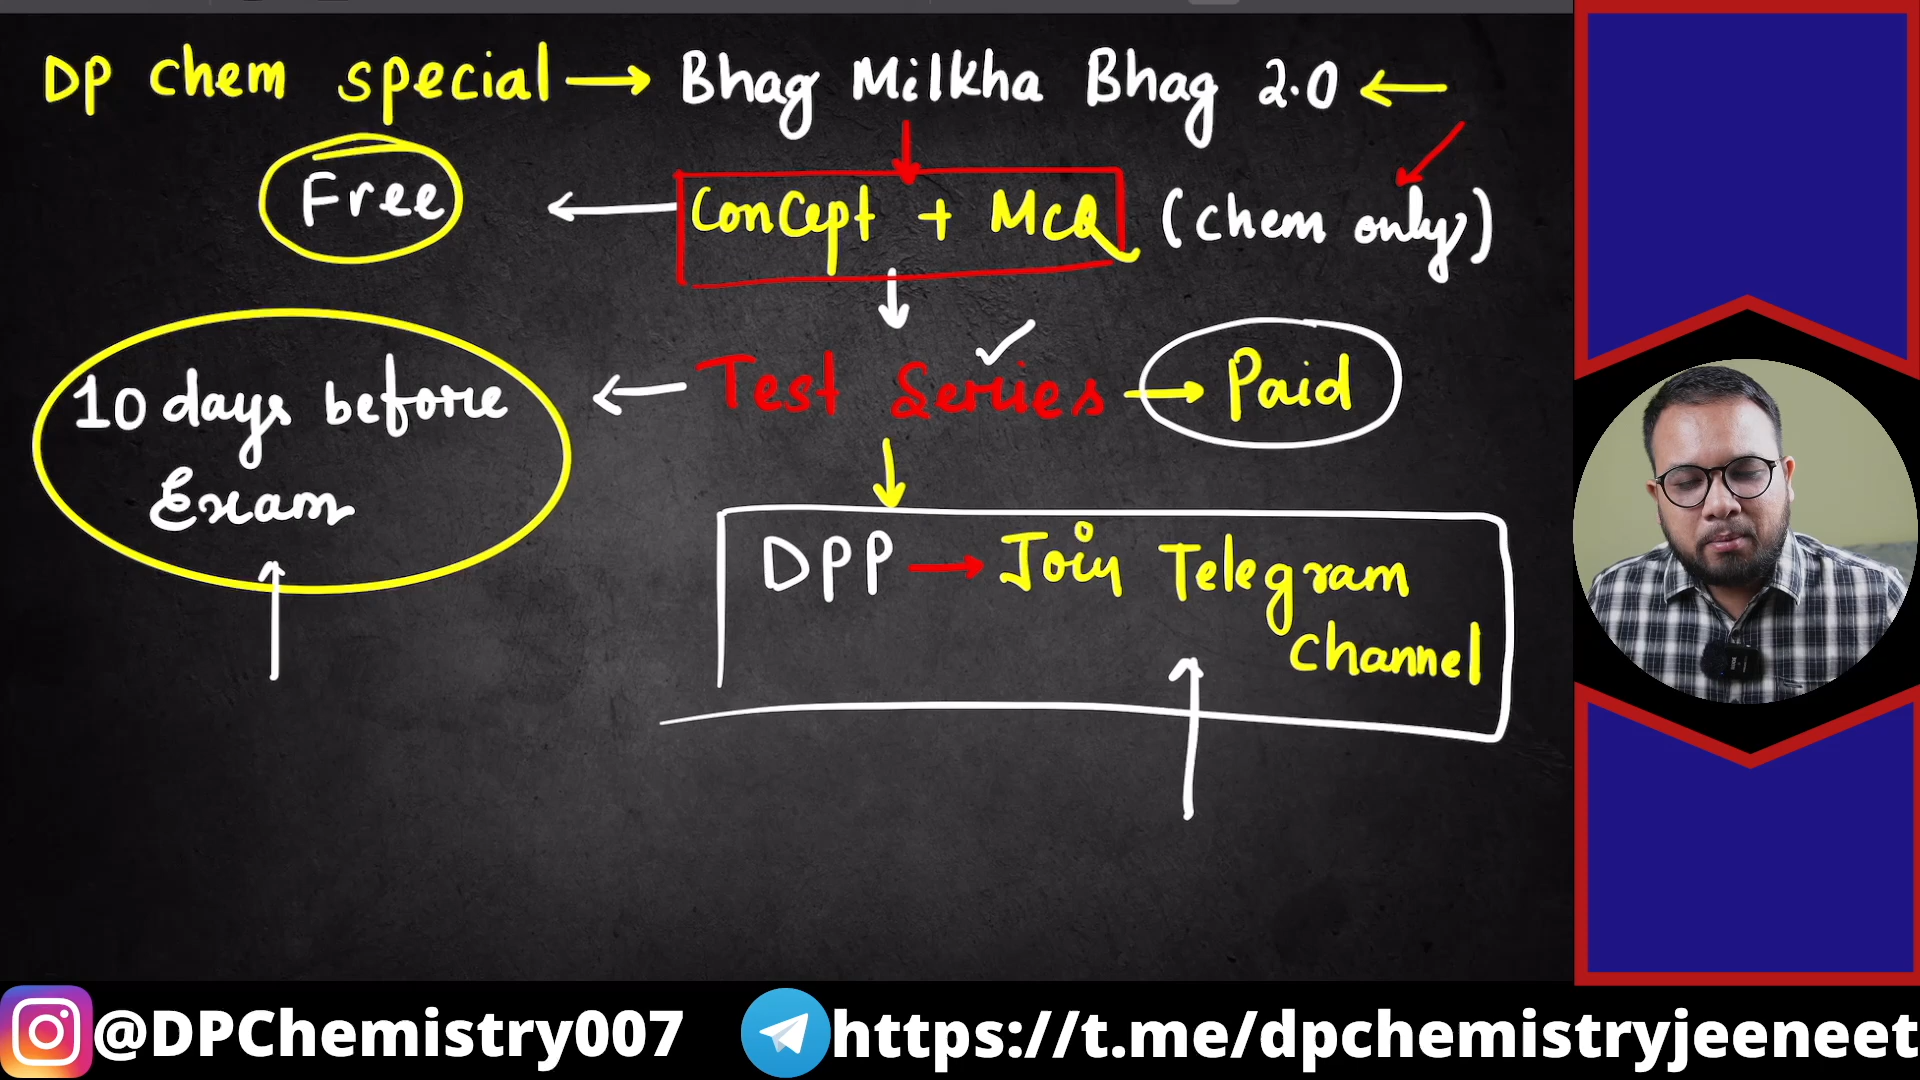 DP Chem special → Bhag Milkha Bhag 2.0 ←
Free ← Concept + MCQ (chem only)
10 days before
Exam
← Test Series → Paid
DPP → Join Telegram
channel
@DPChemistry007 https://t.me/dpchemistryjeeneet